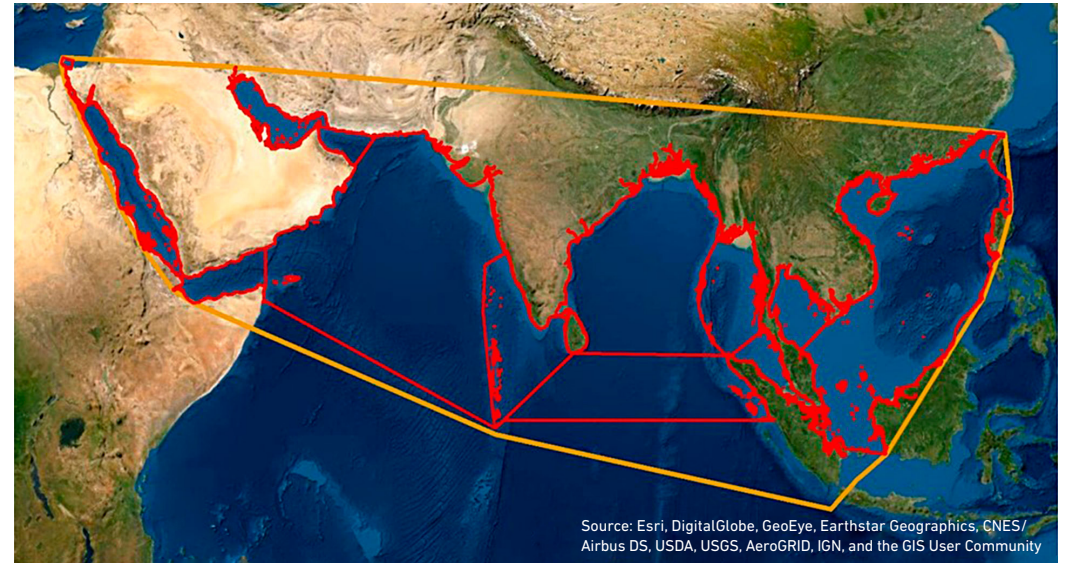 Source: Esri, DigitalGlobe, GeoEye, Earthstar Geographics, CNES/
Airbus DS, USDA, USGS, AeroGRID, IGN, and the GIS User Community